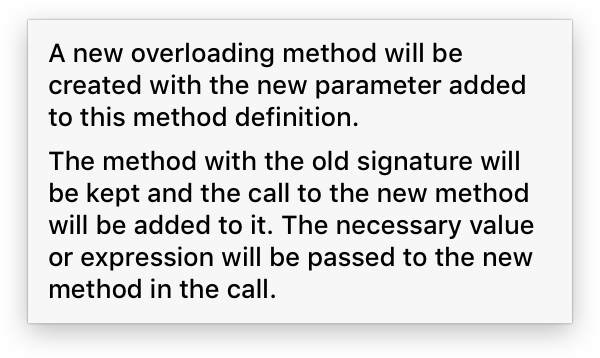 A new overloading method will be
created with the new parameter added
to this method definition.
The method with the old signature will
be kept and the call to the new method
will be added to it. The necessary value
or expression will be passed to the new
method in the call.